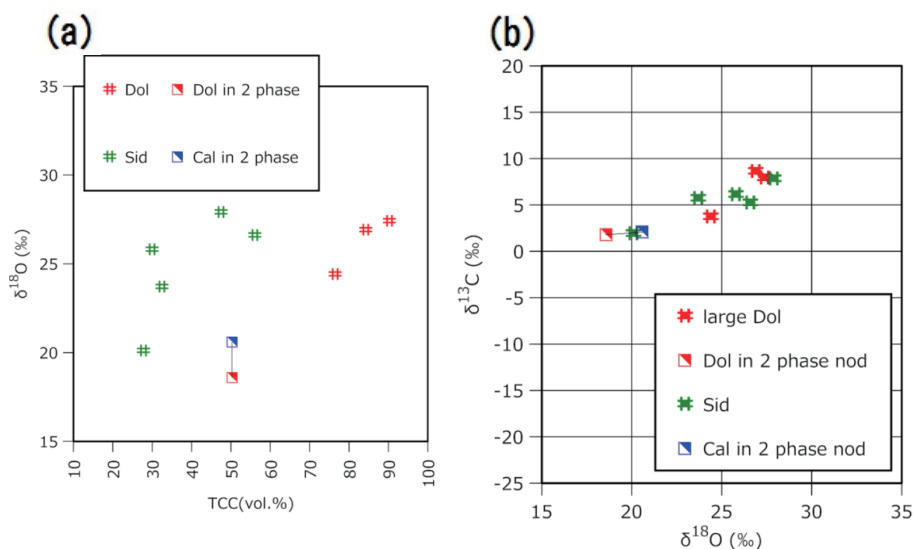 (a)
Dol
Dol in 2 phase
Sid
Cal in 2 phase
35
30
25
20
15
δ¹⁸O (‰)
10
20
30
40
50
60
70
80
90
100
TCC(vol.%)
(b)
20
15
10
5
0
-5
-10
-15
-20
-25
δ¹³C (‰)
large Dol
Dol in 2 phase nod
Sid
Cal in 2 phase nod
15
20
25
30
35
δ¹⁸O (‰)